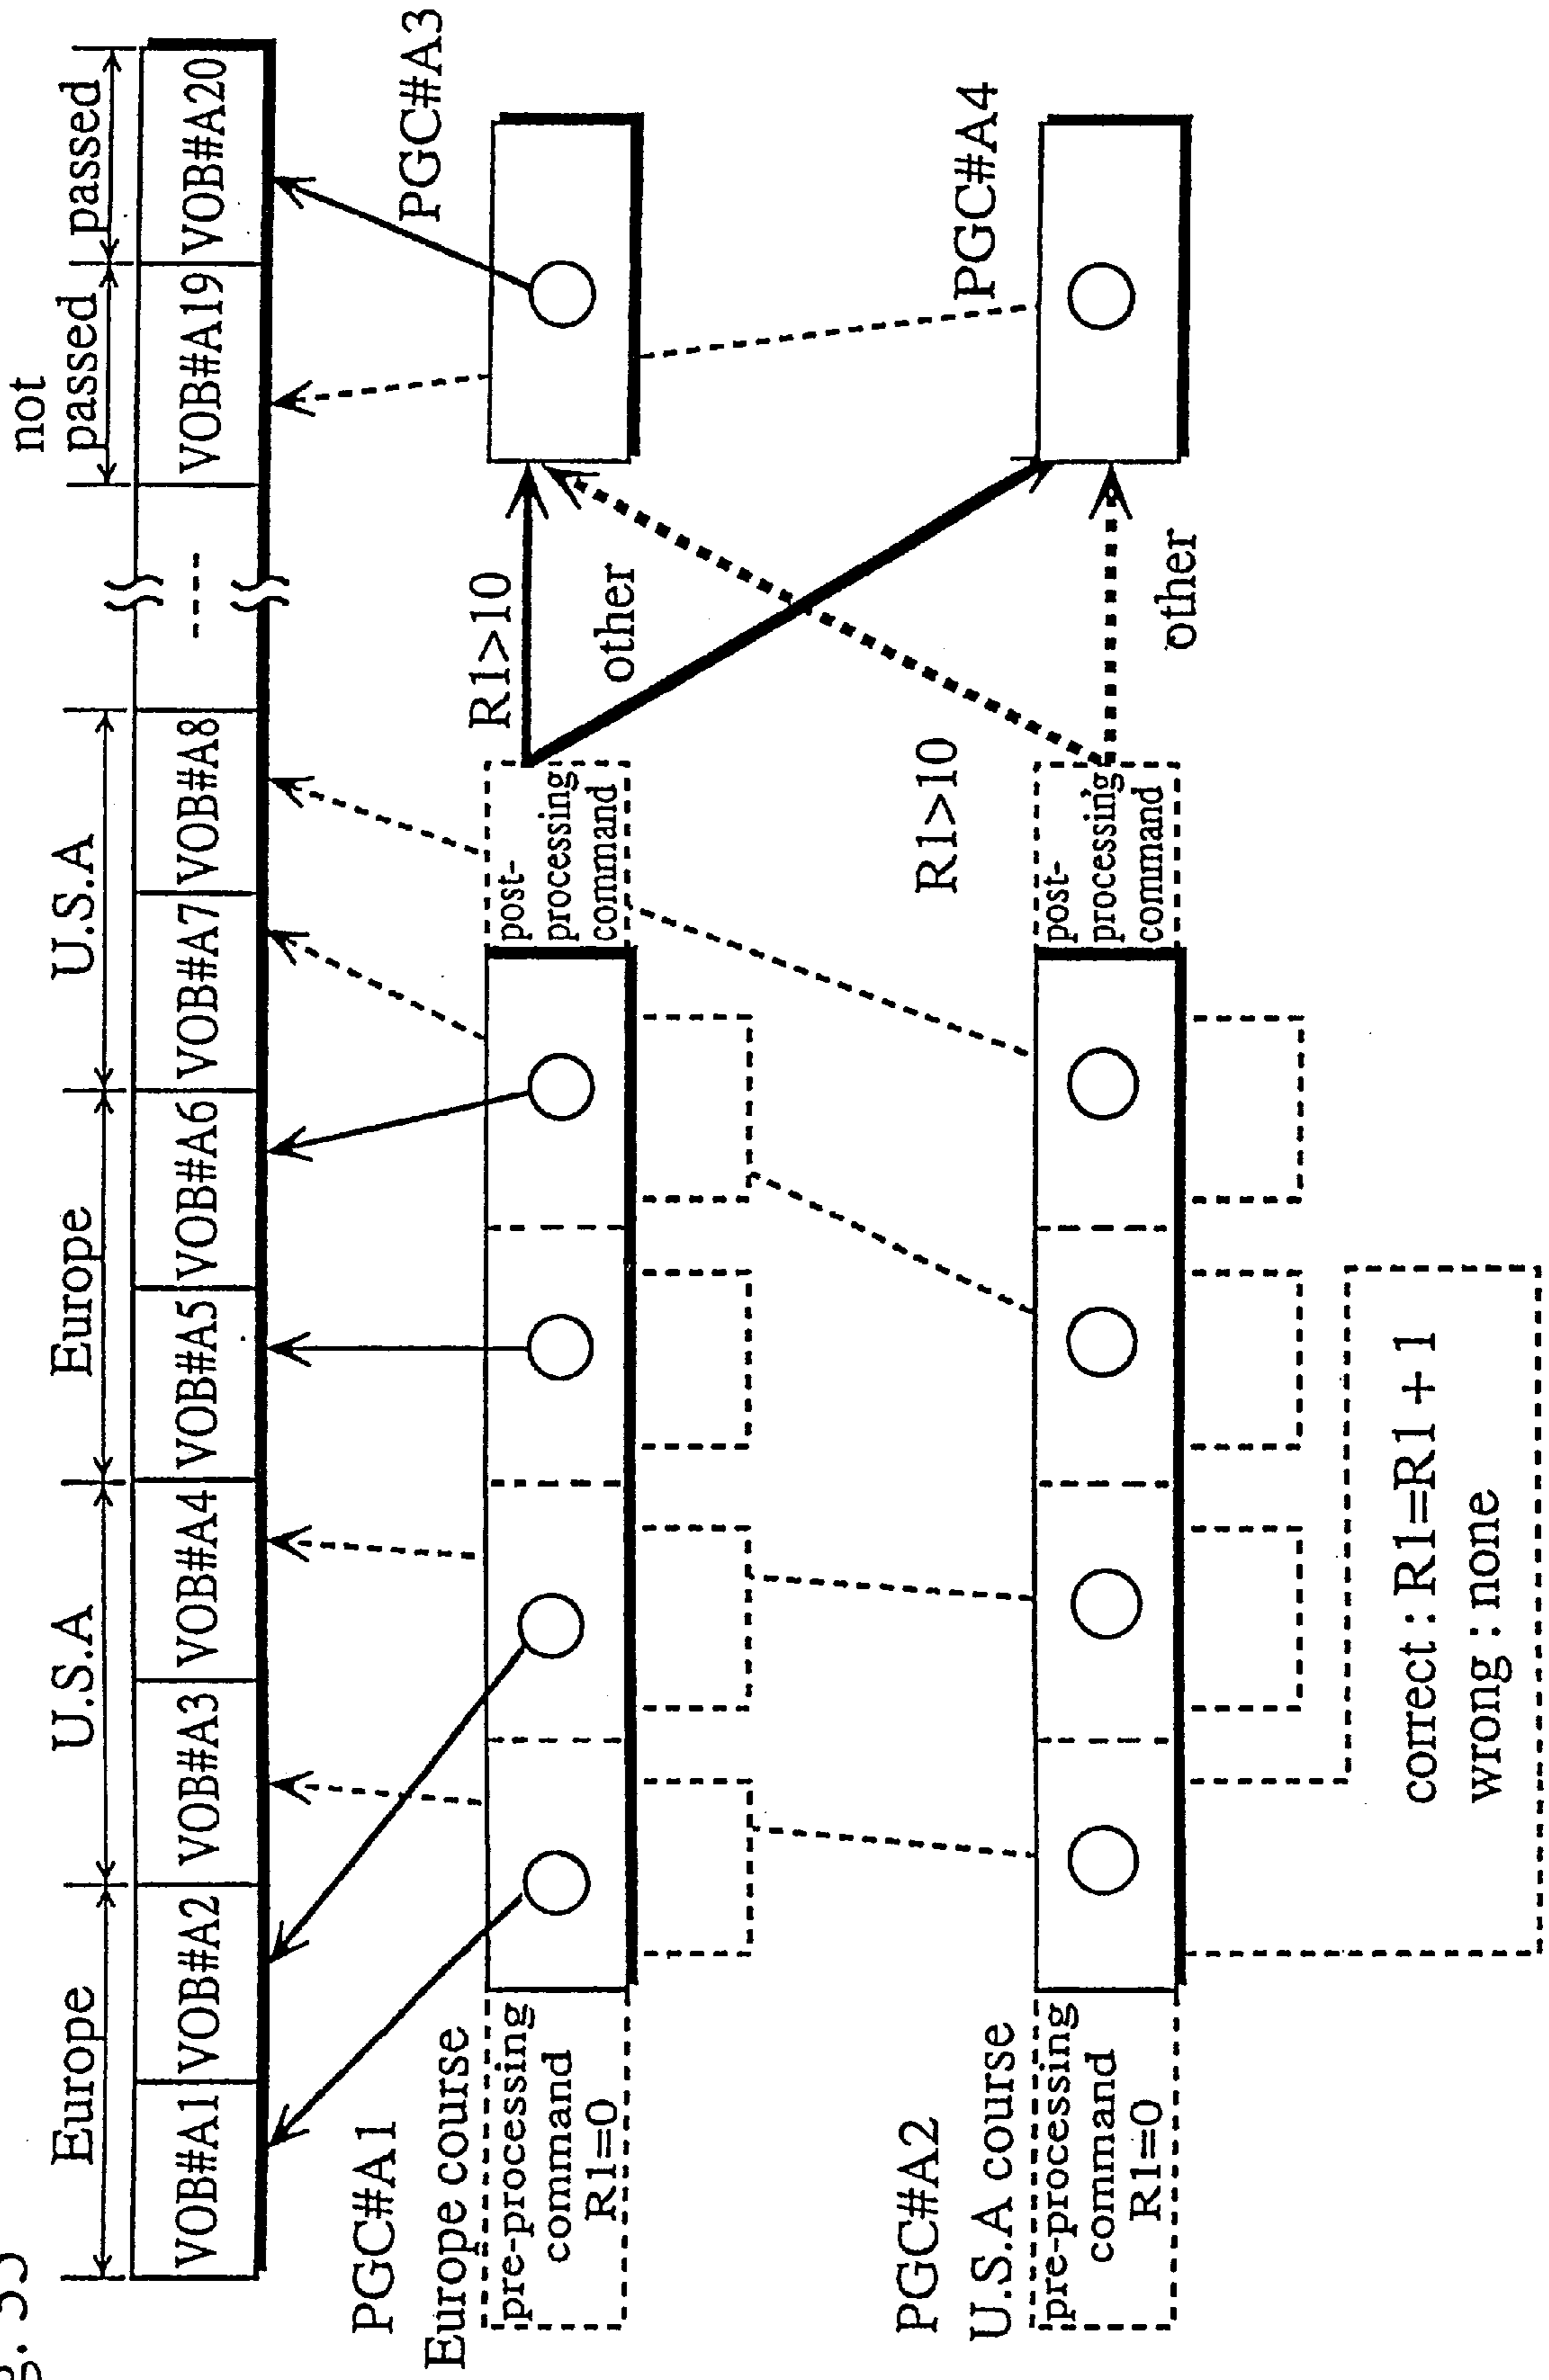 Europe U.S.A Europe U.S.A not passed passed
VOB#A1 VOB#A2 VOB#A3 VOB#A4 VOB#A5 VOB#A6 VOB#A7 VOB#A8 ---- VOB#A19 VOB#A20
PGC#A1
Europe course
pre-processing
command
R1=0
post-
processing
command
R1>10
other
PGC#A3
PGC#A2
U.S.A course
pre-processing
command
R1=0
post-
processing
command
R1>10
other
PGC#A4
correct : R1=R1+1
wrong : none